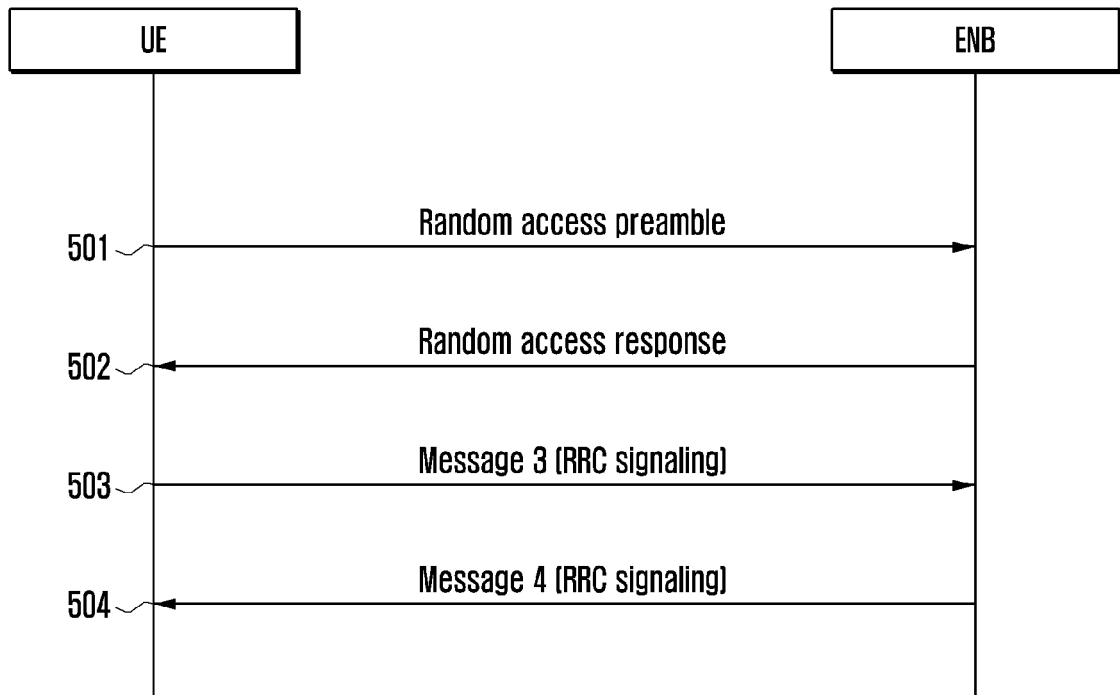 UE
ENB
Random access preamble
501
Random access response
502
Message 3 (RRC signaling)
503
Message 4 (RRC signaling)
504